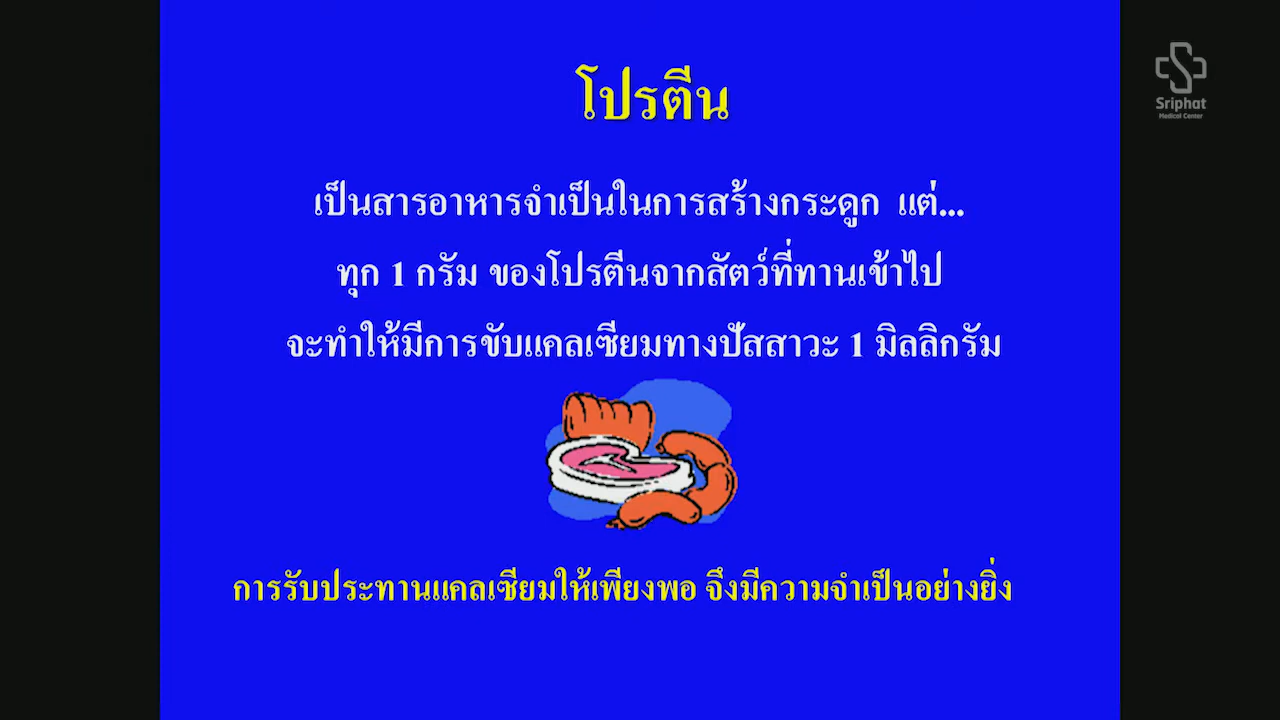 Sriphat
Medical Center
โปรตีน
เป็นสารอาหารจำเป็นในการสร้างกระดูก แต่...
ทุก 1 กรัม ของโปรตีนจากสัตว์ที่ทานเข้าไป
จะทำให้มีการขับแคลเซียมทางปัสสาวะ 1 มิลลิกรัม
การรับประทานแคลเซียมให้เพียงพอ จึงมีความจำเป็นอย่างยิ่ง